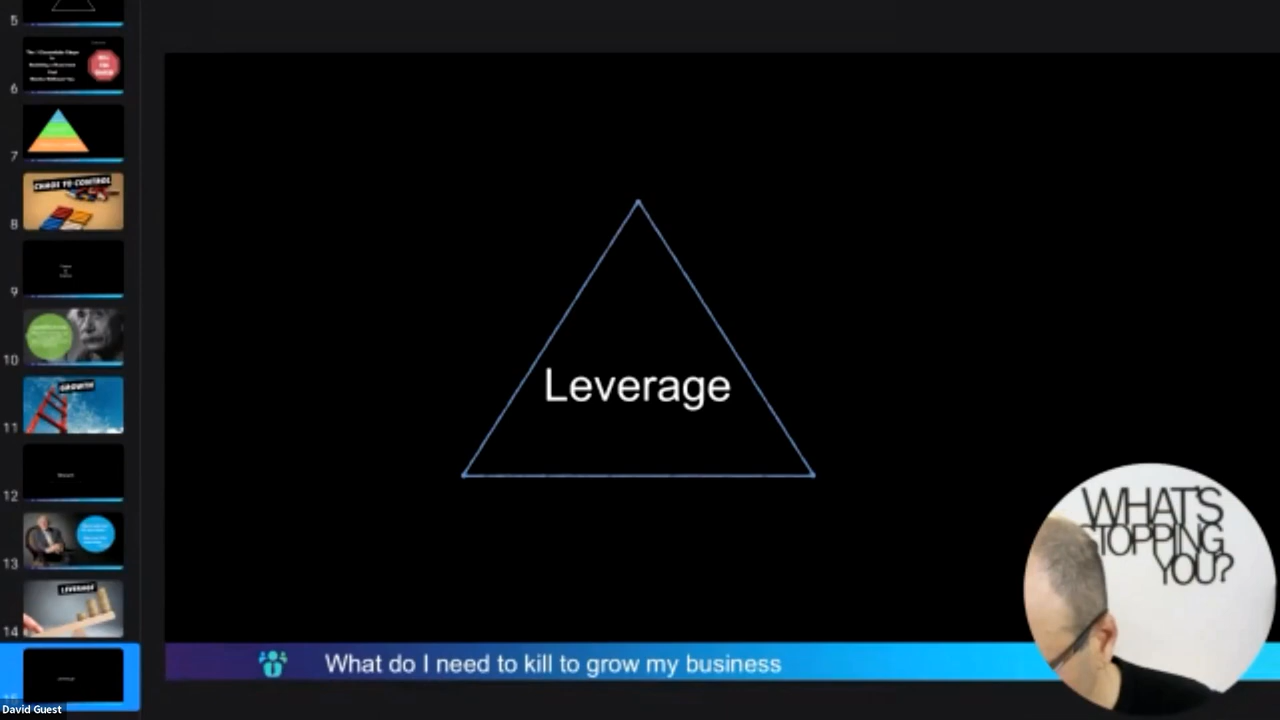 5
6
7
8
CHAOS TO CONTROL
9
10
11
GROWTH
12
13
14
LEVERAGE
Leverage
What do I need to kill to grow my business
WHAT'S
STOPPING
YOU?
David Guest